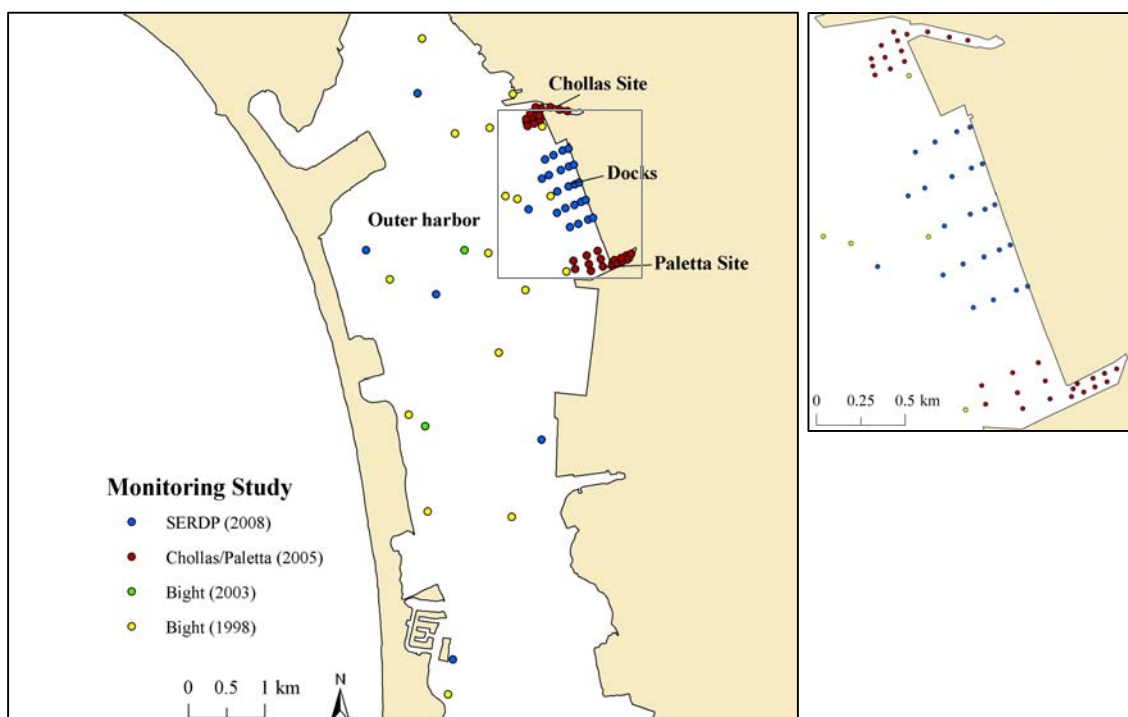 Chollas Site
Docks
Outer harbor
Paletta Site
Monitoring Study
SERDP (2008)
Chollas/Paletta (2005)
Bight (2003)
Bight (1998)
0 0.5 1 km
N
0 0.25 0.5 km